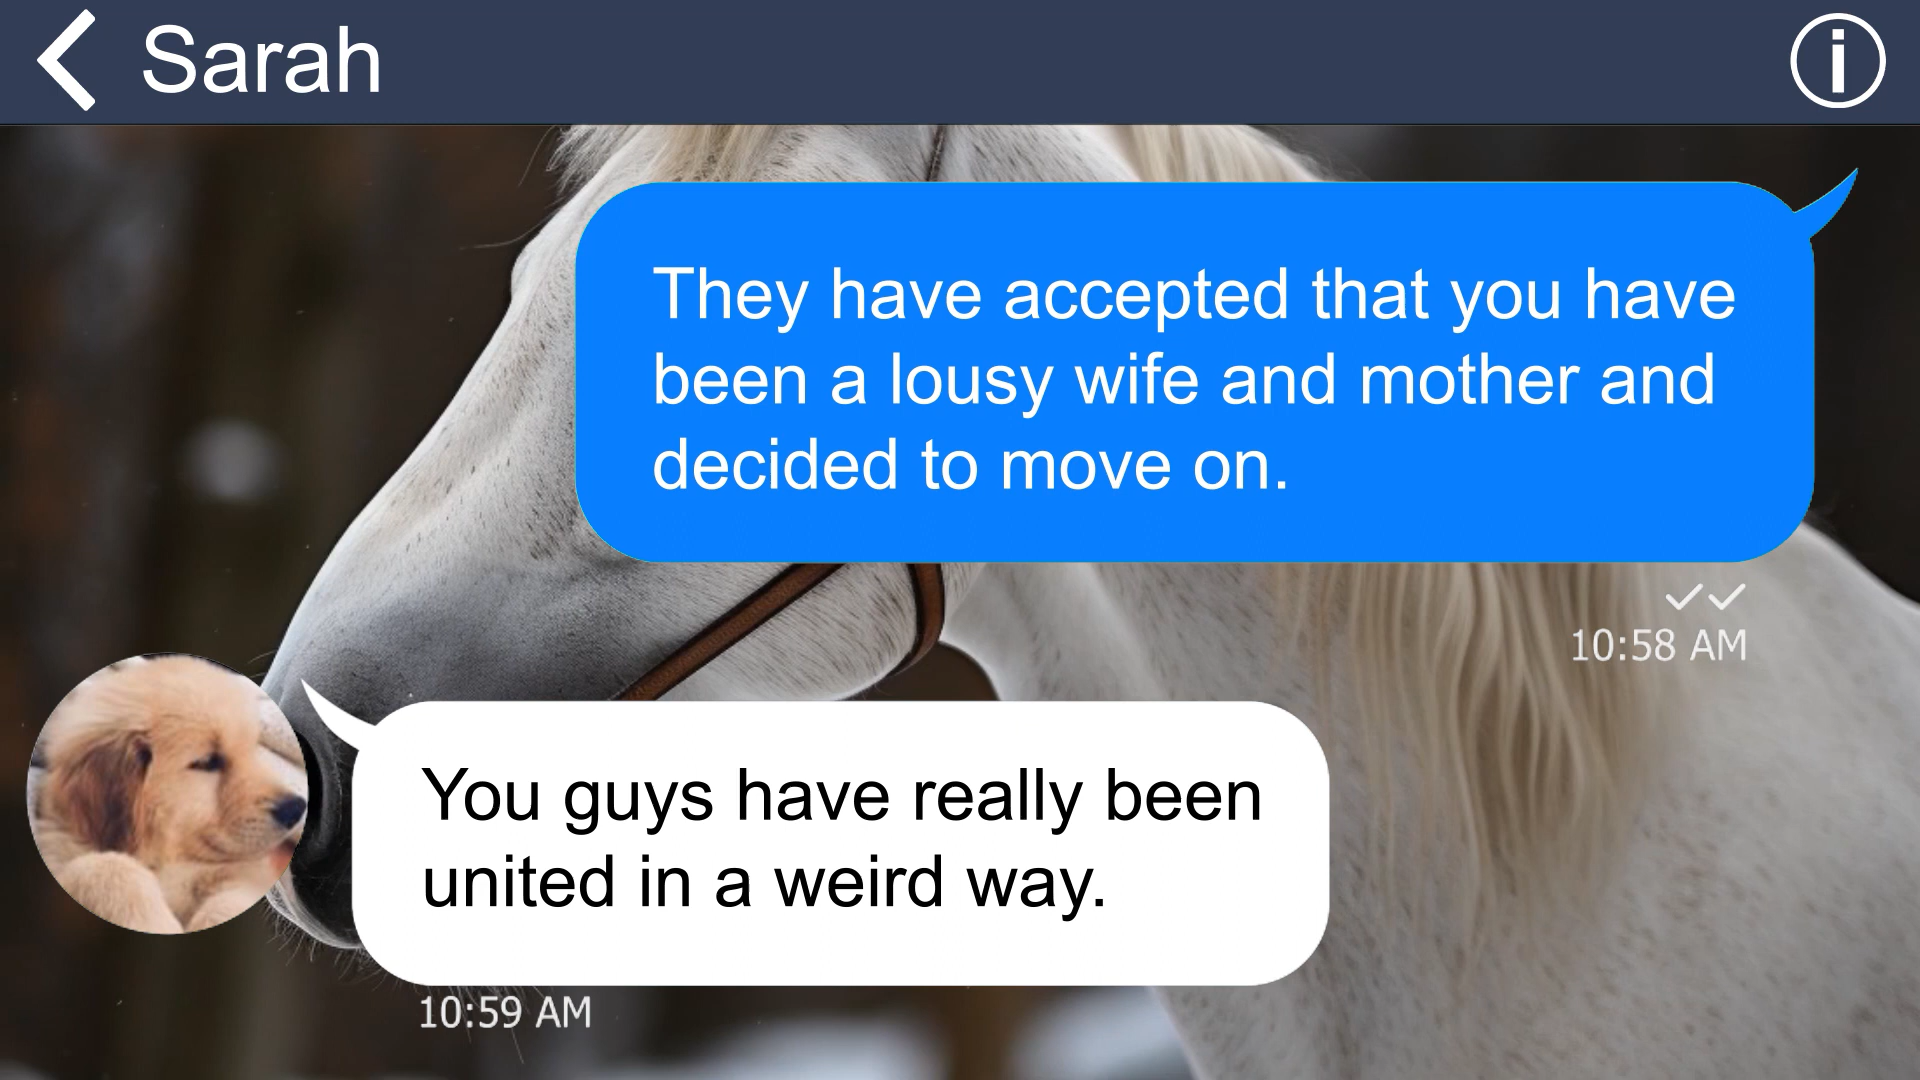 Sarah
They have accepted that you have
been a lousy wife and mother and
decided to move on.
10:58 AM
You guys have really been
united in a weird way.
10:59 AM